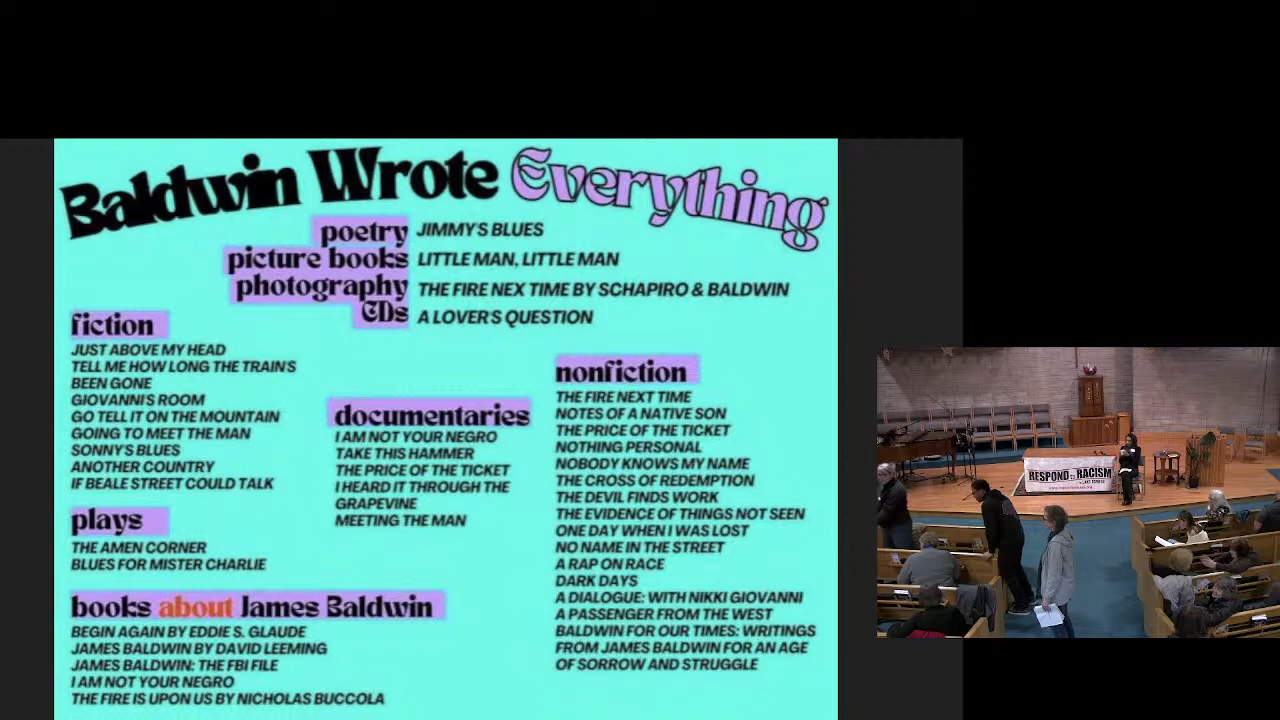 Baldwin Wrote Everything
poetry JIMMY'S BLUES
picture books LITTLE MAN, LITTLE MAN
photography THE FIRE NEX TIME BY SCHAPIRO & BALDWIN
CDs A LOVER'S QUESTION
fiction
JUST ABOVE MY HEAD
TELL ME HOW LONG THE TRAIN'S
BEEN GONE
GIOVANNI'S ROOM
GO TELL IT ON THE MOUNTAIN
GOING TO MEET THE MAN
SONNY'S BLUES
ANOTHER COUNTRY
IF BEALE STREET COULD TALK
plays
THE AMEN CORNER
BLUES FOR MISTER CHARLIE
documentaries
I AM NOT YOUR NEGRO
TAKE THIS HAMMER
THE PRICE OF THE TICKET
I HEARD IT THROUGH THE
GRAPEVINE
MEETING THE MAN
nonfiction
THE FIRE NEXT TIME
NOTES OF A NATIVE SON
THE PRICE OF THE TICKET
NOTHING PERSONAL
NOBODY KNOWS MY NAME
THE CROSS OF REDEMPTION
THE DEVIL FINDS WORK
THE EVIDENCE OF THINGS NOT SEEN
ONE DAY WHEN I WAS LOST
NO NAME IN THE STREET
A RAP ON RACE
DARK DAYS
A DIALOGUE: WITH NIKKI GIOVANNI
A PASSENGER FROM THE WEST
BALDWIN FOR OUR TIMES: WRITINGS
FROM JAMES BALDWIN FOR AN AGE
OF SORROW AND STRUGGLE
books about James Baldwin
BEGIN AGAIN BY EDDIE S. GLAUDE
JAMES BALDWIN BY DAVID LEEMING
JAMES BALDWIN: THE FBI FILE
I AM NOT YOUR NEGRO
THE FIRE IS UPON US BY NICHOLAS BUCCOLA
RESPOND TO RACISM